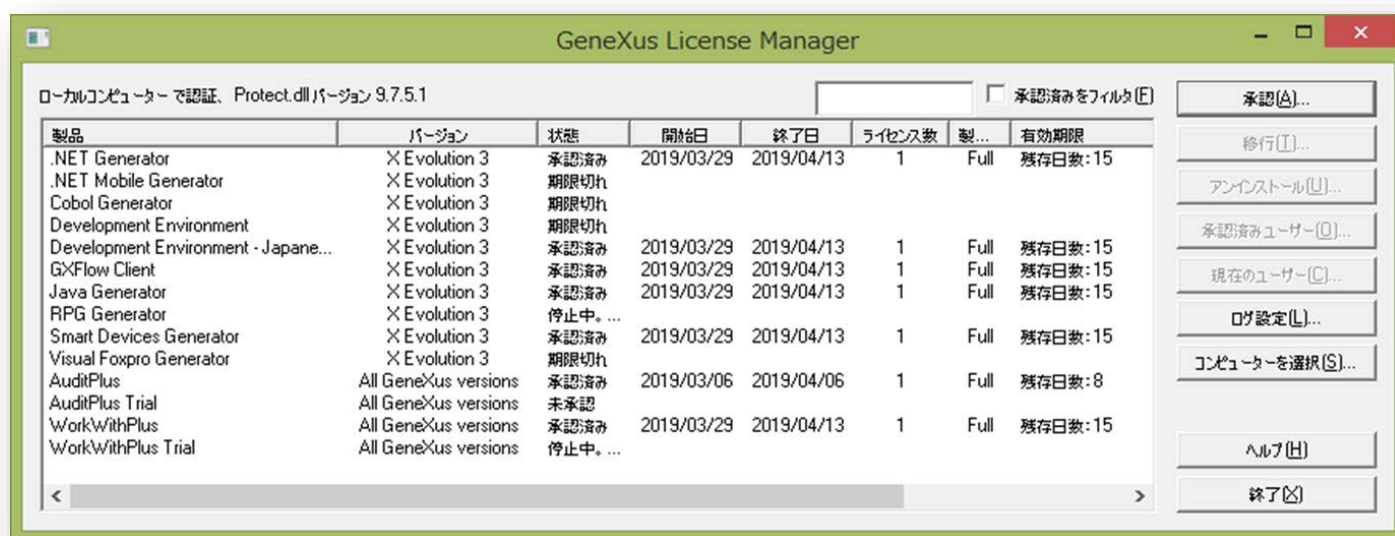 GeneXus License Manager
ローカルコンピューター で認証、Protect.dll バージョン 9.7.5.1
承認済みをフィルタ(F)
承認(A)...
製品 バージョン 状態 開始日 終了日 ライセンス数 製... 有効期限
.NET Generator X Evolution 3 承認済み 2019/03/29 2019/04/13 1 Full 残存日数:15
.NET Mobile Generator X Evolution 3 期限切れ
Cobol Generator X Evolution 3 期限切れ
Development Environment X Evolution 3 期限切れ
Development Environment - Japane... X Evolution 3 承認済み 2019/03/29 2019/04/13 1 Full 残存日数:15
GXFlow Client X Evolution 3 承認済み 2019/03/29 2019/04/13 1 Full 残存日数:15
Java Generator X Evolution 3 承認済み 2019/03/29 2019/04/13 1 Full 残存日数:15
RPG Generator X Evolution 3 停止中。...
Smart Devices Generator X Evolution 3 承認済み 2019/03/29 2019/04/13 1 Full 残存日数:15
Visual Foxpro Generator X Evolution 3 期限切れ
AuditPlus All GeneXus versions 承認済み 2019/03/06 2019/04/06 1 Full 残存日数:8
AuditPlus Trial All GeneXus versions 未承認
WorkWithPlus All GeneXus versions 承認済み 2019/03/29 2019/04/13 1 Full 残存日数:15
WorkWithPlus Trial All GeneXus versions 停止中。...
移行(T)...
アンインストール(U)...
承認済みユーザー(O)...
現在のユーザー(C)...
ログ設定(L)...
コンピューターを選択(S)...
ヘルプ(H)
終了(X)